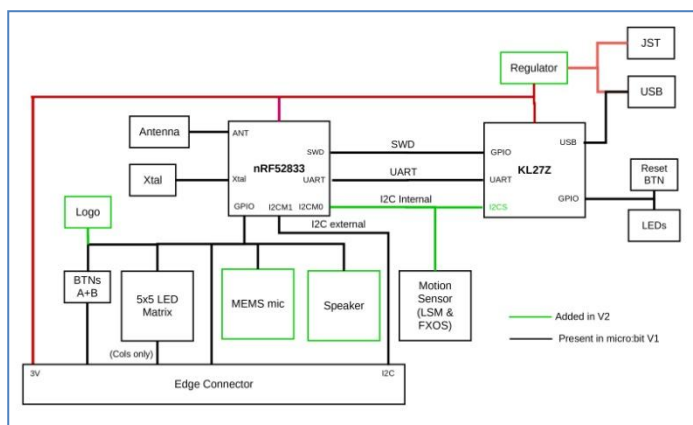 JST
Regulator
USB
Antenna
ANT
SWD
SWD
GPIO
USB
nRF52833
KL27Z
Xtal
Xtal
UART
UART
UART
Reset
BTN
GPIO
I2CM1
I2CM0
I2C Internal
I2CS
GPIO
Logo
I2C external
LEDs
BTNs
A+B
5x5 LED
Matrix
MEMS mic
Speaker
Motion
Sensor
(LSM &
FXOS)
Added in V2
Present in micro:bit V1
(Cols only)
3V
Edge Connector
I2C